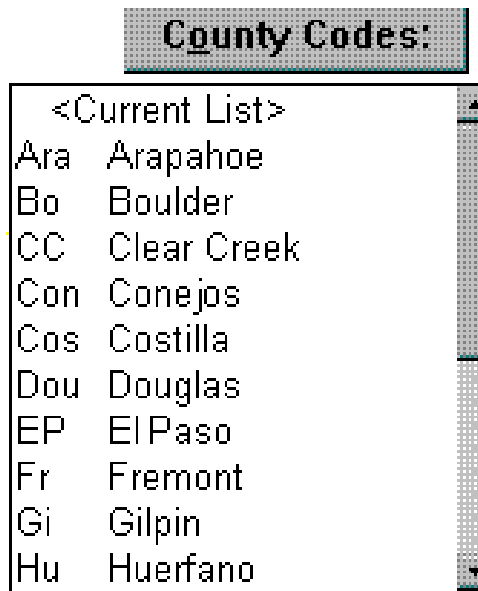 County Codes:
<Current List>
Ara Arapahoe
Bo Boulder
CC Clear Creek
Con Conejos
Cos Costilla
Dou Douglas
EP El Paso
Fr Fremont
Gi Gilpin
Hu Huerfano